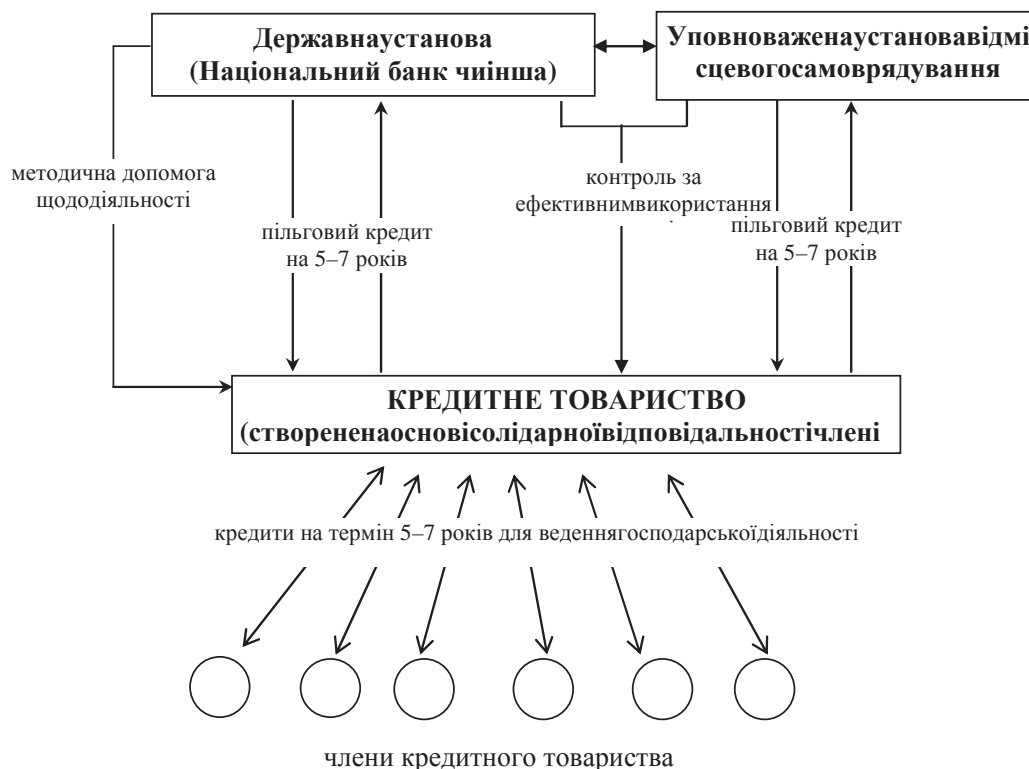 Державнаустанова
(Національний банк чиінша)
Уповноваженаустановавідмі
сцевогосамоврядування
методична допомога
щододіяльності
пільговий кредит
на 5–7 років
контроль за
ефективнимвикористання
пільговий кредит
на 5–7 років
КРЕДИТНЕ ТОВАРИСТВО
(створененаосновісолідарноївідповідальностічлені
кредити на термін 5–7 років для веденнягосподарськоїдіяльності
члени кредитного товариства